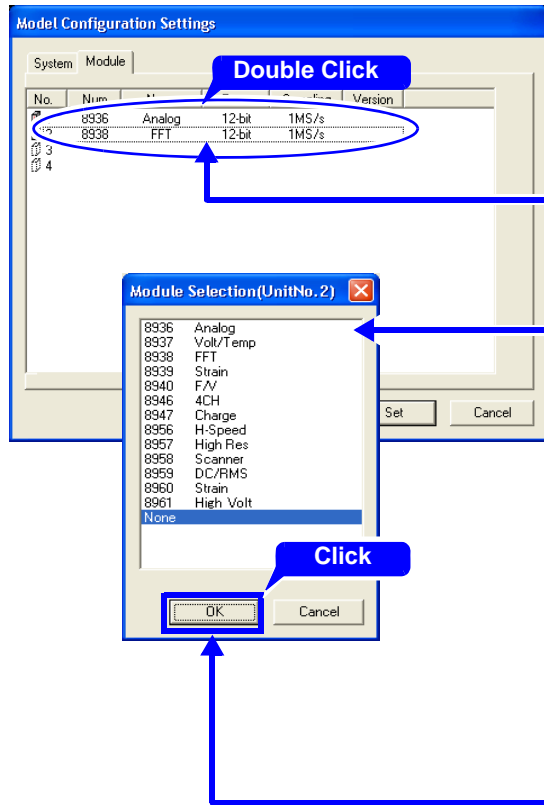 Model Configuration Settings
System Module
Double Click
No. Num Version
8936 Analog 12-bit 1MS/s
8938 FFT 12-bit 1MS/s
3
4
Module Selection(UnitNo.2)
8936 Analog
8937 Volt/Temp
8938 FFT
8939 Strain
8940 F/V
8946 4CH
8947 Charge
8956 H-Speed
8957 High Res
8958 Scanner
8959 DC/RMS
8960 Strain
8961 High Volt
None
Set Cancel
Click
OK Cancel